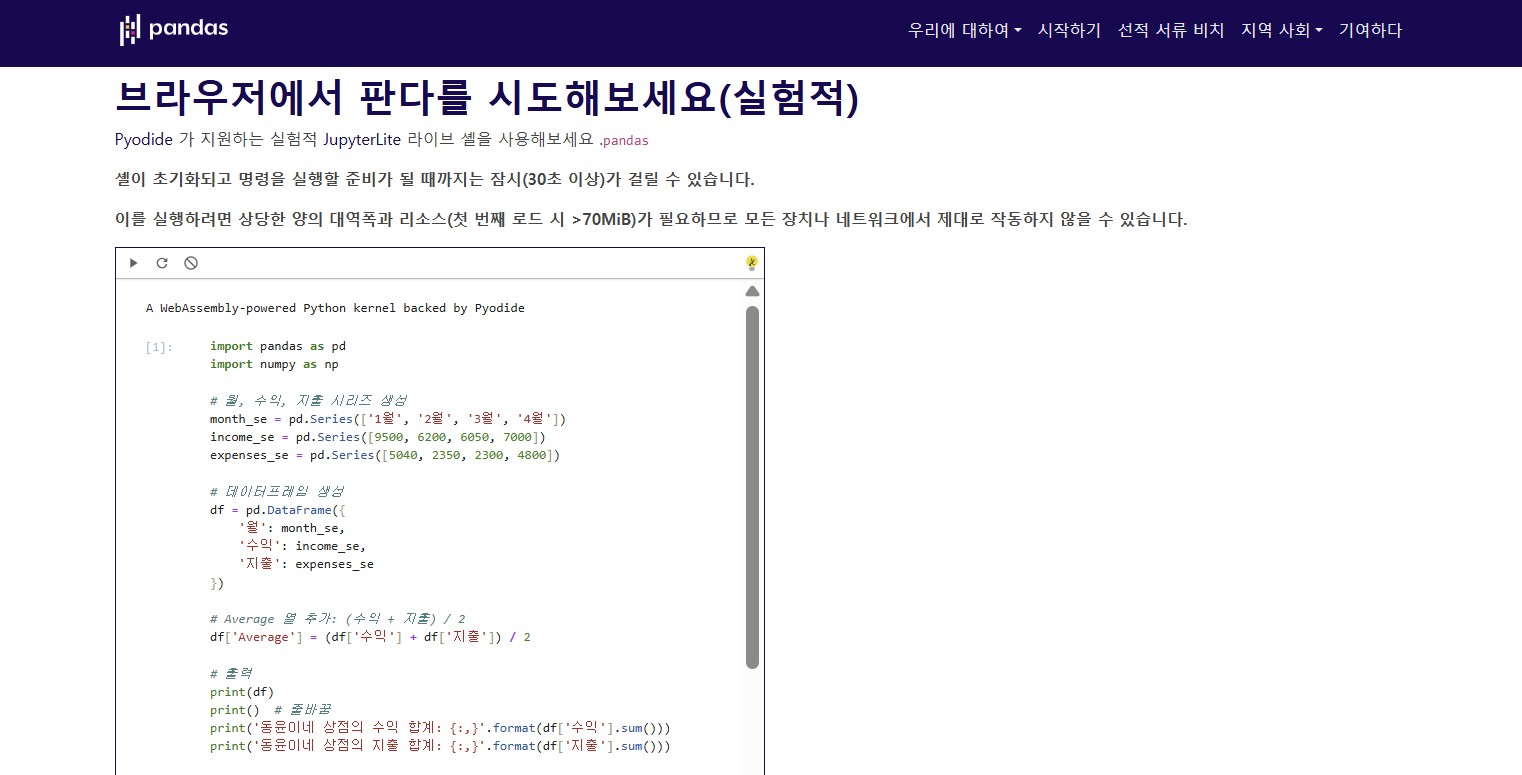 pandas
우리에 대하여 시작하기 선적 서류 비치 지역 사회 기여하다
브라우저에서 판다를 시도해보세요(실험적)
Pyodide 가 지원하는 실험적 JupyterLite 라이브 셸을 사용해보세요 .pandas
셸이 초기화되고 명령을 실행할 준비가 될 때까지는 잠시(30초 이상)가 걸릴 수 있습니다.
이를 실행하려면 상당한 양의 대역폭과 리소스(첫 번째 로드 시 >70MiB)가 필요하므로 모든 장치나 네트워크에서 제대로 작동하지 않을 수 있습니다.
A WebAssembly-powered Python kernel backed by Pyodide
[1]: import pandas as pd
import numpy as np
# 월, 수익, 지출 시리즈 생성
month_se = pd.Series(['1월', '2월', '3월', '4월'])
income_se = pd.Series([9500, 6200, 6050, 7000])
expenses_se = pd.Series([5040, 2350, 2300, 4800])
# 데이터프레임 생성
df = pd.DataFrame({
'월': month_se,
'수익': income_se,
'지출': expenses_se
})
# Average 열 추가: (수익 + 지출) / 2
df['Average'] = (df['수익'] + df['지출']) / 2
# 출력
print(df)
print() # 줄바꿈
print('동윤이네 상점의 수익 합계: {:,}'.format(df['수익'].sum()))
print('동윤이네 상점의 지출 합계: {:,}'.format(df['지출'].sum()))